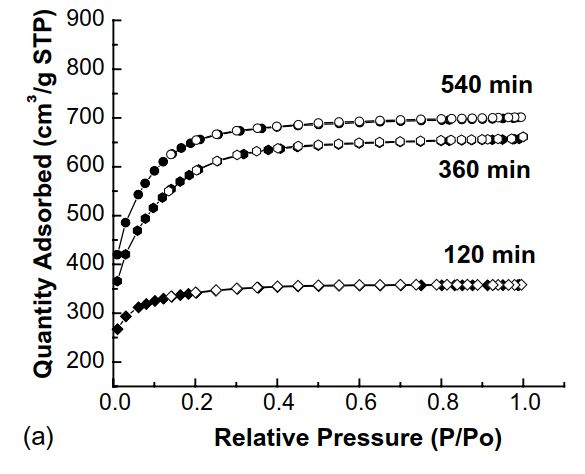 900
800
700
600
500
400
300
200
Quantity Adsorbed (cm³/g STP)
540 min
360 min
120 min
0.0 0.2 0.4 0.6 0.8 1.0
(a) Relative Pressure (P/Po)